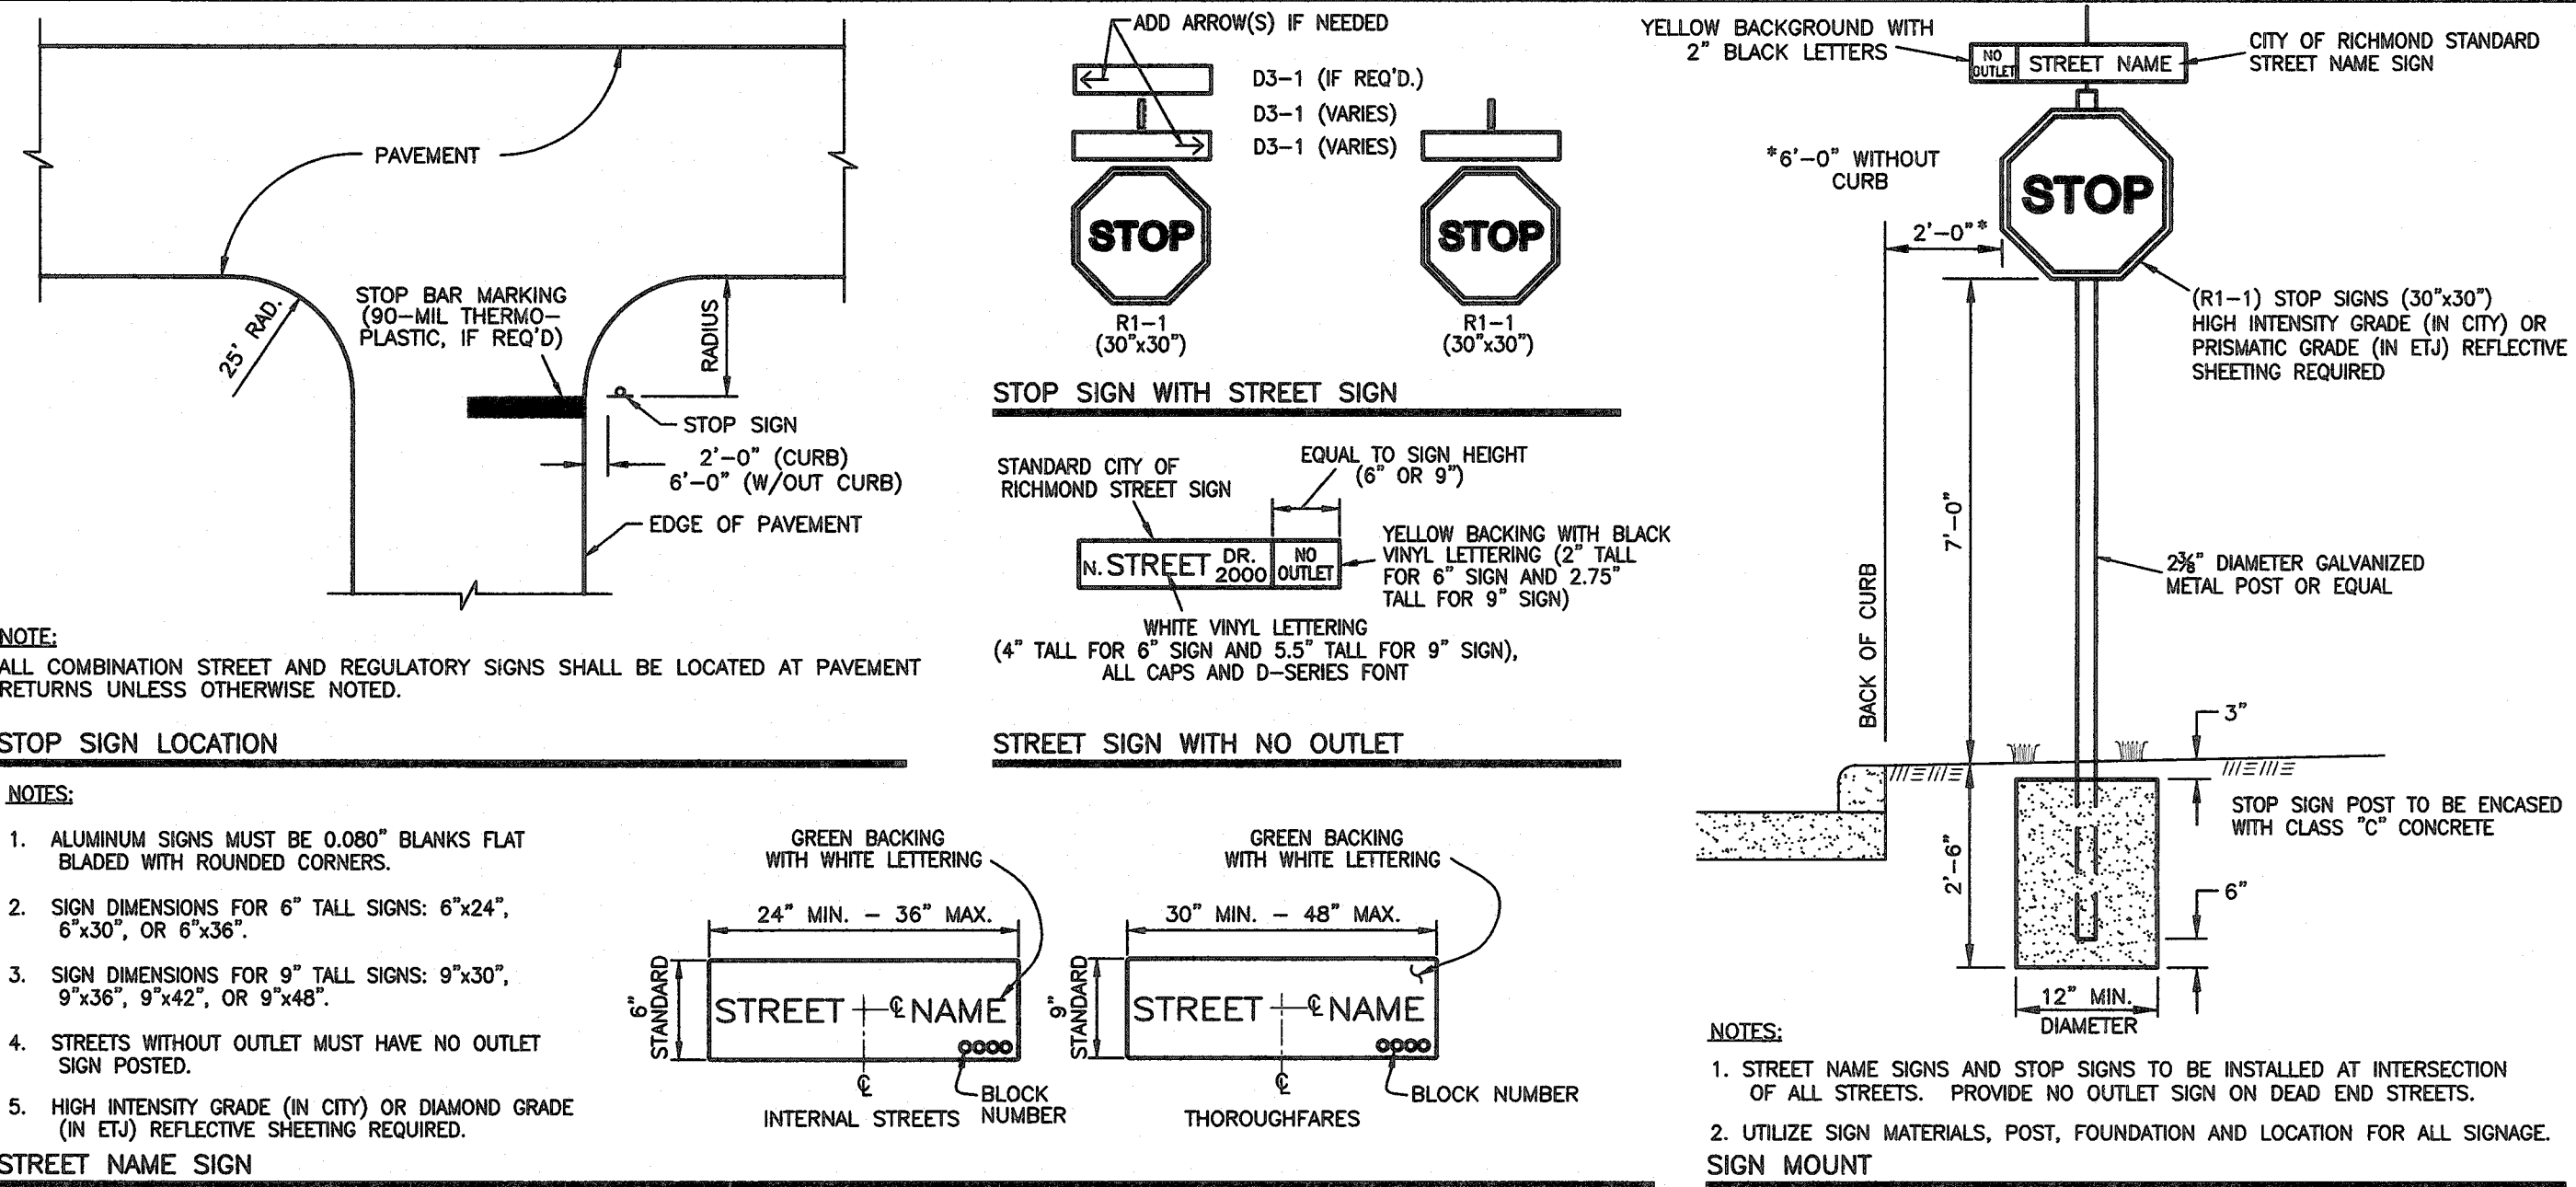 PAVEMENT
25' RAD.
STOP BAR MARKING
(90-MIL THERMO-
PLASTIC, IF REQ'D)
RADIUS
STOP SIGN
2'-0" (CURB)
6'-0" (W/OUT CURB)
EDGE OF PAVEMENT
NOTE:
ALL COMBINATION STREET AND REGULATORY SIGNS SHALL BE LOCATED AT PAVEMENT
RETURNS UNLESS OTHERWISE NOTED.
STOP SIGN LOCATION
ADD ARROW(S) IF NEEDED
D3-1 (IF REQ'D.)
D3-1 (VARIES)
D3-1 (VARIES)
STOP
R1-1
(30"x30")
STOP
R1-1
(30"x30")
STOP SIGN WITH STREET SIGN
STANDARD CITY OF
RICHMOND STREET SIGN
EQUAL TO SIGN HEIGHT
(6" OR 9")
N. STREET DR.
2000
NO
OUTLET
YELLOW BACKING WITH BLACK
VINYL LETTERING (2" TALL
FOR 6" SIGN AND 2.75"
TALL FOR 9" SIGN)
WHITE VINYL LETTERING
(4" TALL FOR 6" SIGN AND 5.5" TALL FOR 9" SIGN),
ALL CAPS AND D-SERIES FONT
STREET SIGN WITH NO OUTLET
NOTES:
1. ALUMINUM SIGNS MUST BE 0.080" BLANKS FLAT
BLADED WITH ROUNDED CORNERS.
2. SIGN DIMENSIONS FOR 6" TALL SIGNS: 6"x24",
6"x30", OR 6"x36".
3. SIGN DIMENSIONS FOR 9" TALL SIGNS: 9"x30",
9"x36", 9"x42", OR 9"x48".
4. STREETS WITHOUT OUTLET MUST HAVE NO OUTLET
SIGN POSTED.
5. HIGH INTENSITY GRADE (IN CITY) OR DIAMOND GRADE
(IN ETJ) REFLECTIVE SHEETING REQUIRED.
GREEN BACKING
WITH WHITE LETTERING
24" MIN. - 36" MAX.
6"
STANDARD
STREET ℄ NAME
0000
℄
BLOCK
NUMBER
INTERNAL STREETS
GREEN BACKING
WITH WHITE LETTERING
30" MIN. - 48" MAX.
9"
STANDARD
STREET ℄ NAME
0000
℄
BLOCK NUMBER
THOROUGHFARES
STREET NAME SIGN
YELLOW BACKGROUND WITH
2" BLACK LETTERS
NO
OUTLET
STREET NAME
CITY OF RICHMOND STANDARD
STREET NAME SIGN
*6'-0" WITHOUT
CURB
STOP
2'-0"*
(R1-1) STOP SIGNS (30"x30")
HIGH INTENSITY GRADE (IN CITY) OR
PRISMATIC GRADE (IN ETJ) REFLECTIVE
SHEETING REQUIRED
7'-0"
BACK OF CURB
2⅜" DIAMETER GALVANIZED
METAL POST OR EQUAL
3"
STOP SIGN POST TO BE ENCASED
WITH CLASS "C" CONCRETE
2'-6"
6"
12" MIN.
DIAMETER
NOTES:
1. STREET NAME SIGNS AND STOP SIGNS TO BE INSTALLED AT INTERSECTION
OF ALL STREETS. PROVIDE NO OUTLET SIGN ON DEAD END STREETS.
2. UTILIZE SIGN MATERIALS, POST, FOUNDATION AND LOCATION FOR ALL SIGNAGE.
SIGN MOUNT